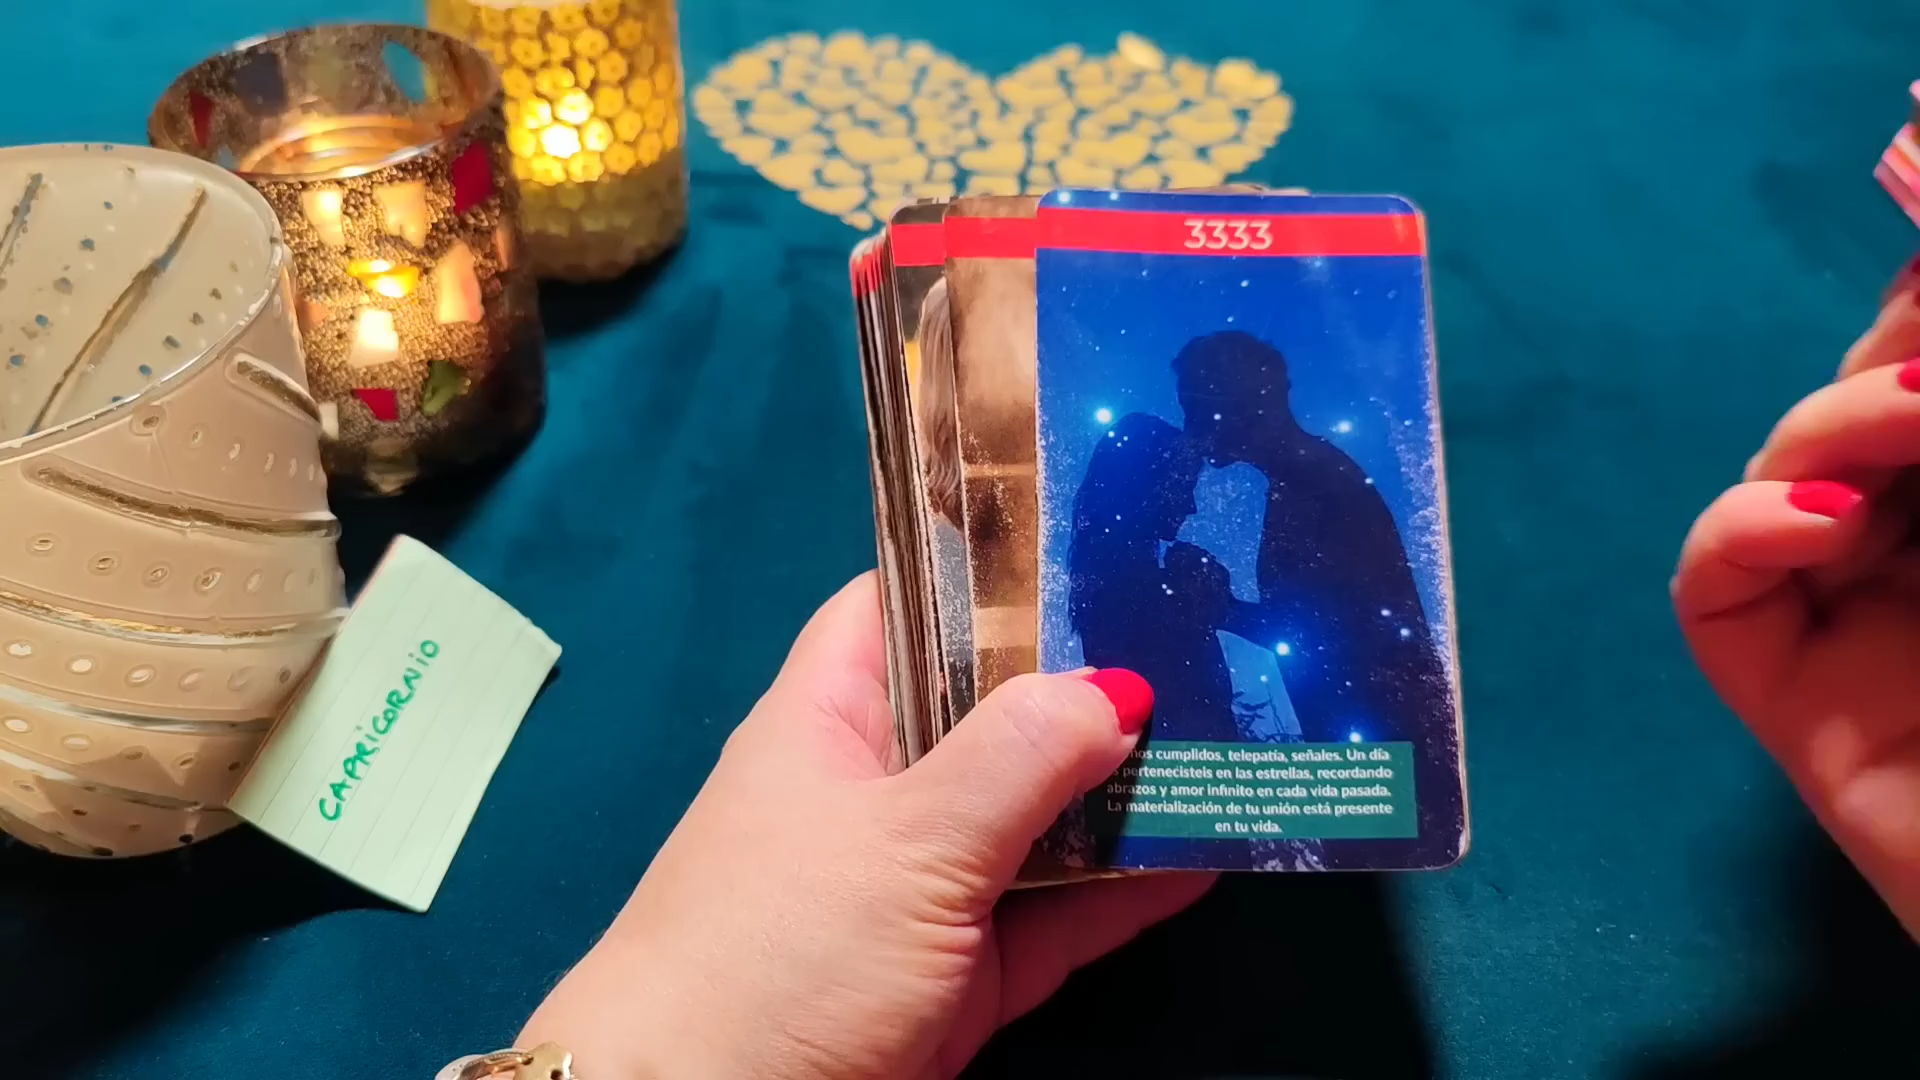 3333
cumplidos, telepatía, señales. Un día
pertenecisteis en las estrellas, recordando
abrazos y amor infinito en cada vida pasada.
La materialización de tu unión está presente
en tu vida.
CAPRICORNIO